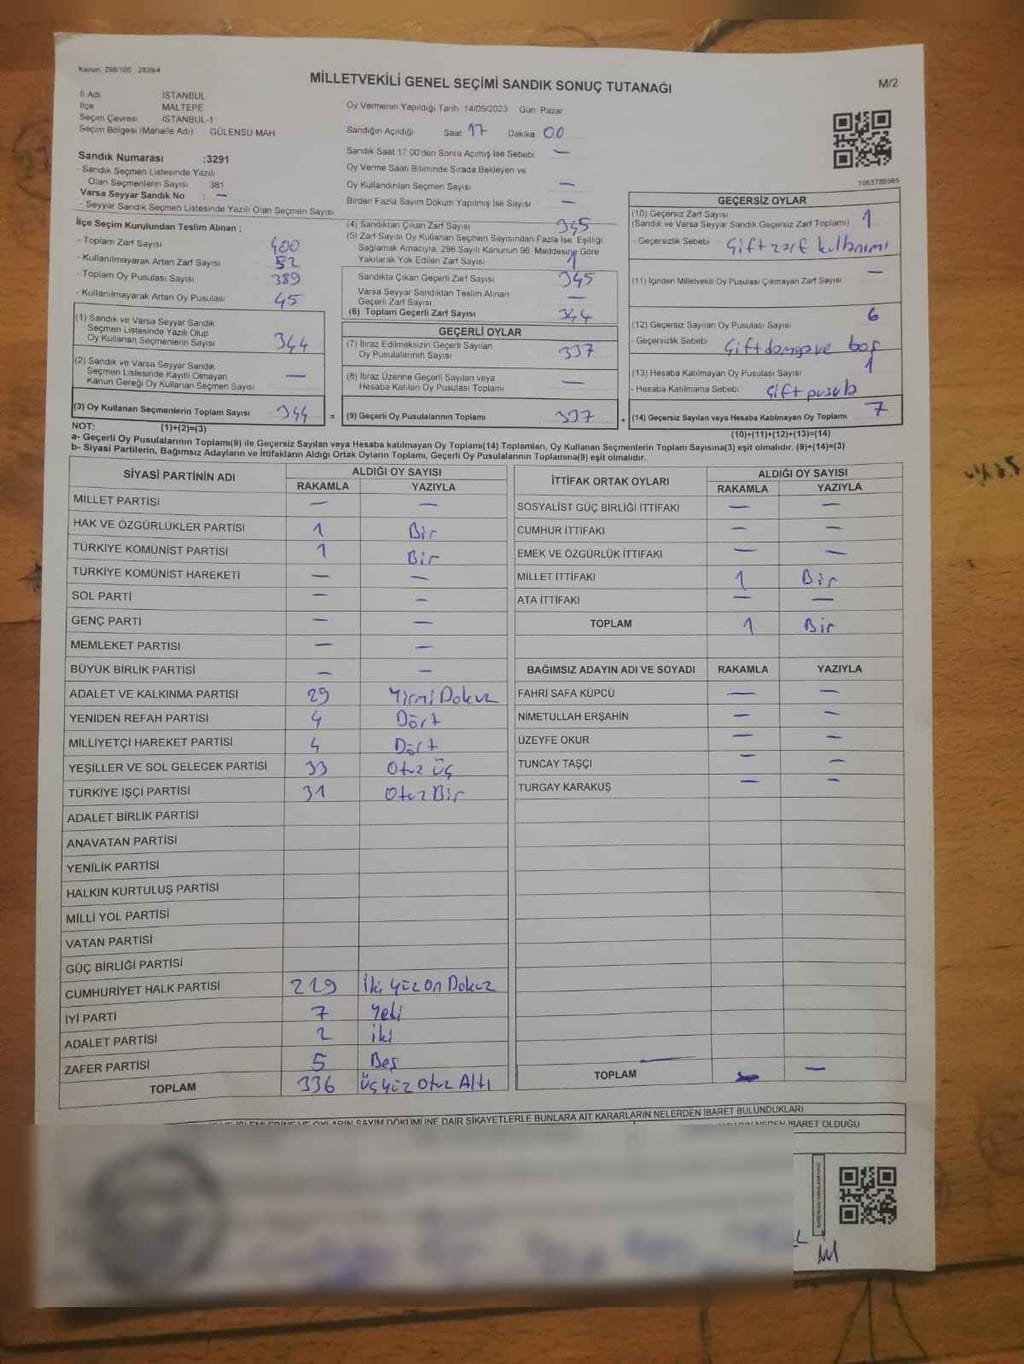 Kanun: 298/105 2839/4
MİLLETVEKİLİ GENEL SEÇİMİ SANDIK SONUÇ TUTANAĞI
M/2
İl Adı İSTANBUL
İlçe MALTEPE
Seçim Çevresi İSTANBUL-1
Seçim Bölgesi (Mahalle Adı) : GÜLENSU MAH.
Oy Vermenin Yapıldığı Tarih: 14/05/2023 Gün: Pazar
Sandığın Açıldığı Saat 17 Dakika 00
Sandık Saat 17:00'den Sonra Açılmış İse Sebebi: —
Oy Verme Saati Bitiminde Sırada Bekleyen ve
Oy Kullandırılan Seçmen Sayısı —
Birden Fazla Sayım Döküm Yapılmış İse Sayısı —
Sandık Numarası :3291
- Sandık Seçmen Listesinde Yazılı
Olan Seçmenlerin Sayısı 381
Varsa Seyyar Sandık No : —
- Seyyar Sandık Seçmen Listesinde Yazılı Olan Seçmen Sayısı
İlçe Seçim Kurulundan Teslim Alınan :
- Toplam Zarf Sayısı 400
- Kullanılmayarak Artan Zarf Sayısı 52
- Toplam Oy Pusulası Sayısı 389
- Kullanılmayarak Artan Oy Pusulası 45
(1) Sandık ve Varsa Seyyar Sandık
Seçmen Listesinde Yazılı Olup
Oy Kullanan Seçmenlerin Sayısı 344
(2) Sandık ve Varsa Seyyar Sandık
Seçmen Listesinde Kayıtlı Olmayan
Kanun Gereği Oy Kullanan Seçmen Sayısı —
(3) Oy Kullanan Seçmenlerin Toplam Sayısı 344 =
(4) Sandıktan Çıkan Zarf Sayısı 345
(5) Zarf Sayısı Oy Kullanan Seçmen Sayısından Fazla İse, Eşitliği
Sağlamak Amacıyla, 298 Sayılı Kanunun 98. Maddesine Göre
Yakılarak Yok Edilen Zarf Sayısı 1
Sandıkta Çıkan Geçerli Zarf Sayısı 345
Varsa Seyyar Sandıktan Teslim Alınan
Geçerli Zarf Sayısı —
(6) Toplam Geçerli Zarf Sayısı 344
GEÇERLİ OYLAR
(7) İtiraz Edilmeksizin Geçerli Sayılan
Oy Pusulalarının Sayısı 337
(8) İtiraz Üzerine Geçerli Sayılan veya
Hesaba Katılan Oy Pusulası Toplamı —
(9) Geçerli Oy Pusulalarının Toplamı 337 +
1083788565
GEÇERSİZ OYLAR
(10) Geçersiz Zarf Sayısı 1
(Sandık ve Varsa Seyyar Sandık Geçersiz Zarf Toplamı)
- Geçersizlik Sebebi: Çift zarf kullanımı
(11) İçinden Milletvekili Oy Pusulası Çıkmayan Zarf Sayısı —
(12) Geçersiz Sayılan Oy Pusulası Sayısı 6
- Geçersizlik Sebebi: Çift damga ve boş
(13) Hesaba Katılmayan Oy Pusulası Sayısı 1
- Hesaba Katılmama Sebebi: Çift pusula
(14) Geçersiz Sayılan veya Hesaba Katılmayan Oy Toplamı 7
NOT: (1)+(2)=(3) (10)+(11)+(12)+(13)=(14)
a- Geçerli Oy Pusulalarının Toplamı(9) ile Geçersiz Sayılan veya Hesaba katılmayan Oy Toplamı(14) Toplamları, Oy Kullanan Seçmenlerin Toplam Sayısına(3) eşit olmalıdır. (9)+(14)=(3)
b- Siyasi Partilerin, Bağımsız Adayların ve İttifakların Aldığı Ortak Oyların Toplamı, Geçerli Oy Pusulalarının Toplamına(9) eşit olmalıdır.
SİYASİ PARTİNİN ADI ALDIĞI OY SAYISI
RAKAMLA YAZIYLA
MİLLET PARTİSİ — —
HAK VE ÖZGÜRLÜKLER PARTİSİ 1 Bir
TÜRKİYE KOMÜNİST PARTİSİ 1 Bir
TÜRKİYE KOMÜNİST HAREKETİ — —
SOL PARTİ — —
GENÇ PARTİ — —
MEMLEKET PARTİSİ — —
BÜYÜK BİRLİK PARTİSİ — —
ADALET VE KALKINMA PARTİSİ 29 Yirmi Dokuz
YENİDEN REFAH PARTİSİ 4 Dört
MİLLİYETÇİ HAREKET PARTİSİ 4 Dört
YEŞİLLER VE SOL GELECEK PARTİSİ 33 Otuz Üç
TÜRKİYE İŞÇİ PARTİSİ 31 Otuz Bir
ADALET BİRLİK PARTİSİ
ANAVATAN PARTİSİ
YENİLİK PARTİSİ
HALKIN KURTULUŞ PARTİSİ
MİLLİ YOL PARTİSİ
VATAN PARTİSİ
GÜÇ BİRLİĞİ PARTİSİ
CUMHURİYET HALK PARTİSİ 219 İki Yüz On Dokuz
İYİ PARTİ 7 Yedi
ADALET PARTİSİ 2 İki
ZAFER PARTİSİ 5 Beş
TOPLAM 336 Üç Yüz Otuz Altı
İTTİFAK ORTAK OYLARI ALDIĞI OY SAYISI
RAKAMLA YAZIYLA
SOSYALİST GÜÇ BİRLİĞİ İTTİFAKI — —
CUMHUR İTTİFAKI — —
EMEK VE ÖZGÜRLÜK İTTİFAKI — —
MİLLET İTTİFAKI 1 Bir
ATA İTTİFAKI — —
TOPLAM 1 Bir
BAĞIMSIZ ADAYIN ADI VE SOYADI RAKAMLA YAZIYLA
FAHRİ SAFA KÜPCÜ — —
NİMETULLAH ERŞAHİN — —
ÜZEYFE OKUR — —
TUNCAY TAŞÇI — —
TURGAY KARAKUŞ — —
TOPLAM — —
SAYIM DÖKÜMÜNE DAİR ŞİKAYETLERLE BUNLARA AİT KARARLARIN NELERDEN İBARET BULUNDUKLARI
İBARET OLDUĞU